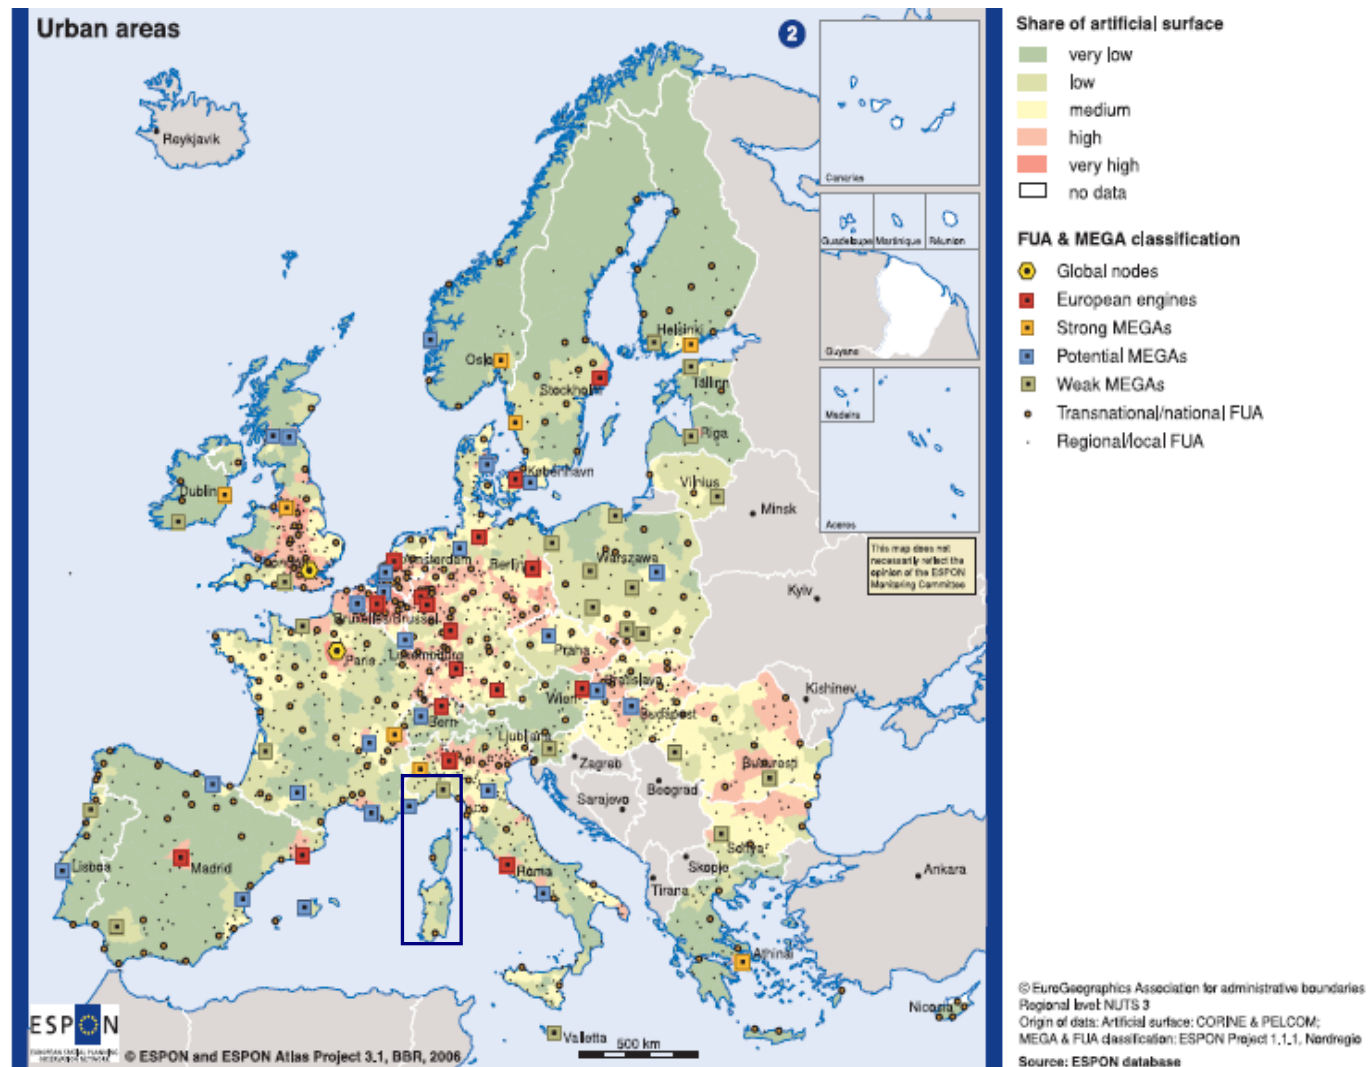 Urban areas
2
Reykjavik
Canarias
Guadeloupe Martinique Réunion
Guyane
Madeira
Acores
This map does not
necessarily reflect the
opinion of the ESPON
Monitoring Committee
Helsinki
Oslo
Stockholm
Tallinn
Riga
København
Vilnius
Dublin
Minsk
Amsterdam
Berlin
Warszawa
Kyiv
Bruxelles/Brussel
Paris
Luxembourg
Praha
Wien
Bratislava
Kishinev
Bern
Budapest
Ljubljana
Zagreb
Bucuresti
Sarajevo
Beograd
Lisboa
Madrid
Roma
Sofiya
Skopje
Tirana
Ankara
Athinai
Nicosia
Valletta
500 km
ESPON
© ESPON and ESPON Atlas Project 3.1, BBR, 2006
Share of artificial surface
very low
low
medium
high
very high
no data
FUA & MEGA classification
Global nodes
European engines
Strong MEGAs
Potential MEGAs
Weak MEGAs
Transnational/national FUA
Regional/local FUA
© EuroGeographics Association for administrative boundaries
Regional level: NUTS 3
Origin of data: Artificial surface: CORINE & PELCOM;
MEGA & FUA classification: ESPON Project 1.1.1, Nordregio
Source: ESPON database